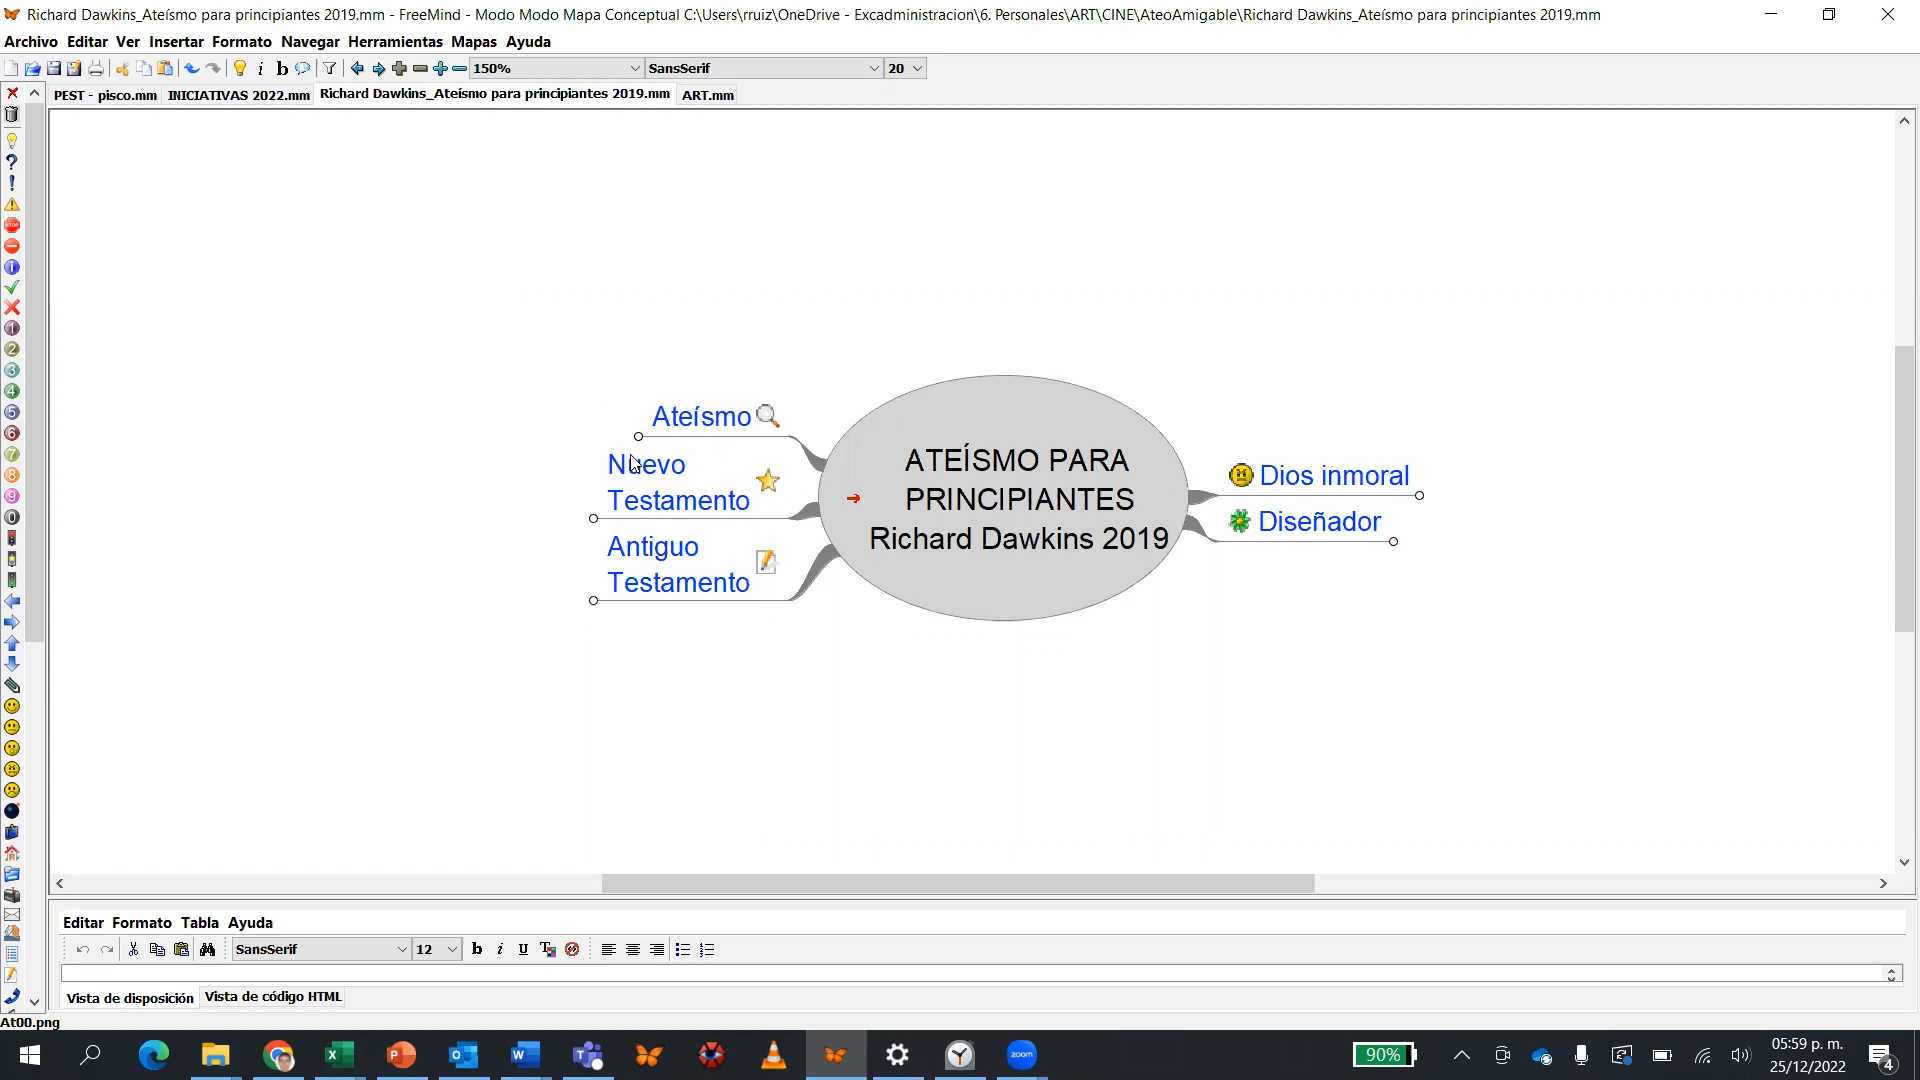 Richard Dawkins_Ateísmo para principiantes 2019.mm - FreeMind - Modo Modo Mapa Conceptual C:\Users\rruiz\OneDrive - Excadministracion\6. Personales\ART\CINE\AteoAmigable\Richard Dawkins_Ateísmo para principiantes 2019.mm
Archivo Editar Ver Insertar Formato Navegar Herramientas Mapas Ayuda
150% SansSerif 20
PEST - pisco.mm INICIATIVAS 2022.mm Richard Dawkins_Ateísmo para principiantes 2019.mm ART.mm
Ateísmo
Nuevo
Testamento
Antiguo
Testamento
ATEÍSMO PARA
PRINCIPIANTES
Richard Dawkins 2019
Dios inmoral
Diseñador
Editar Formato Tabla Ayuda
SansSerif 12 b i U
Vista de disposición Vista de código HTML
At00.png
zoom
90%
05:59 p. m.
25/12/2022
4